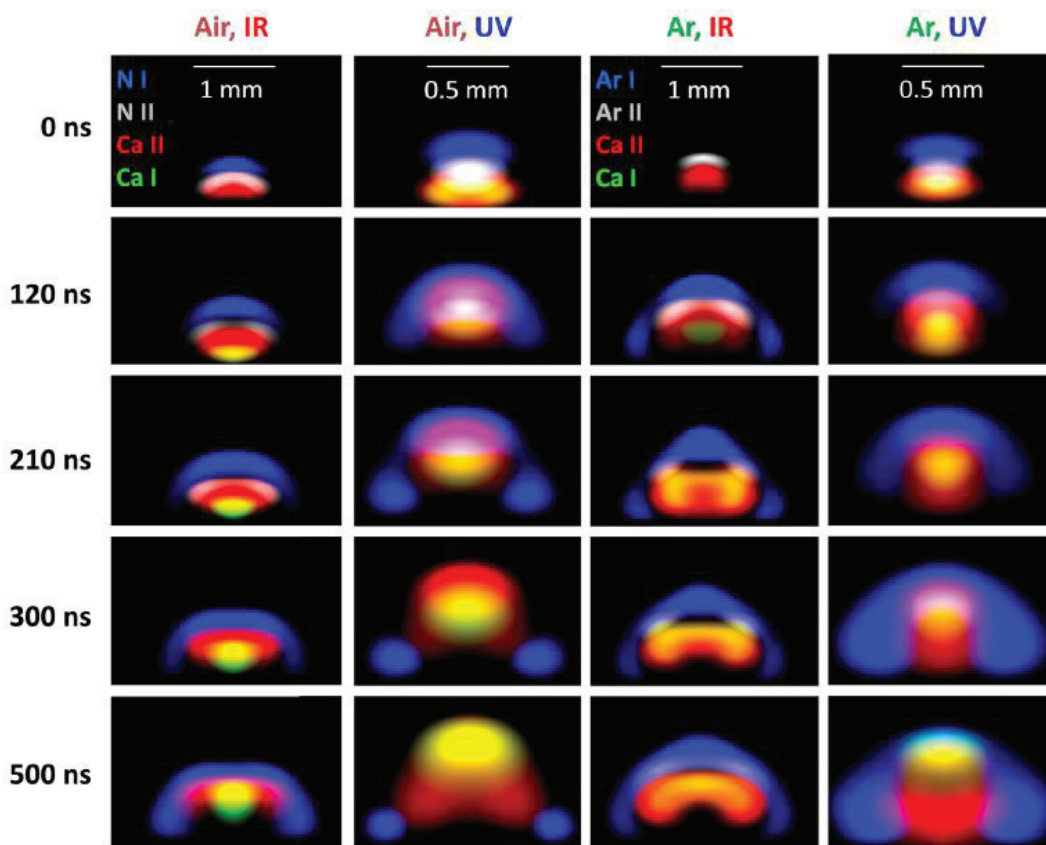 Air, IR Air, UV Ar, IR Ar, UV
0 ns
N I
N II
Ca II
Ca I
1 mm
0.5 mm
Ar I
Ar II
Ca II
Ca I
1 mm
0.5 mm
120 ns
210 ns
300 ns
500 ns